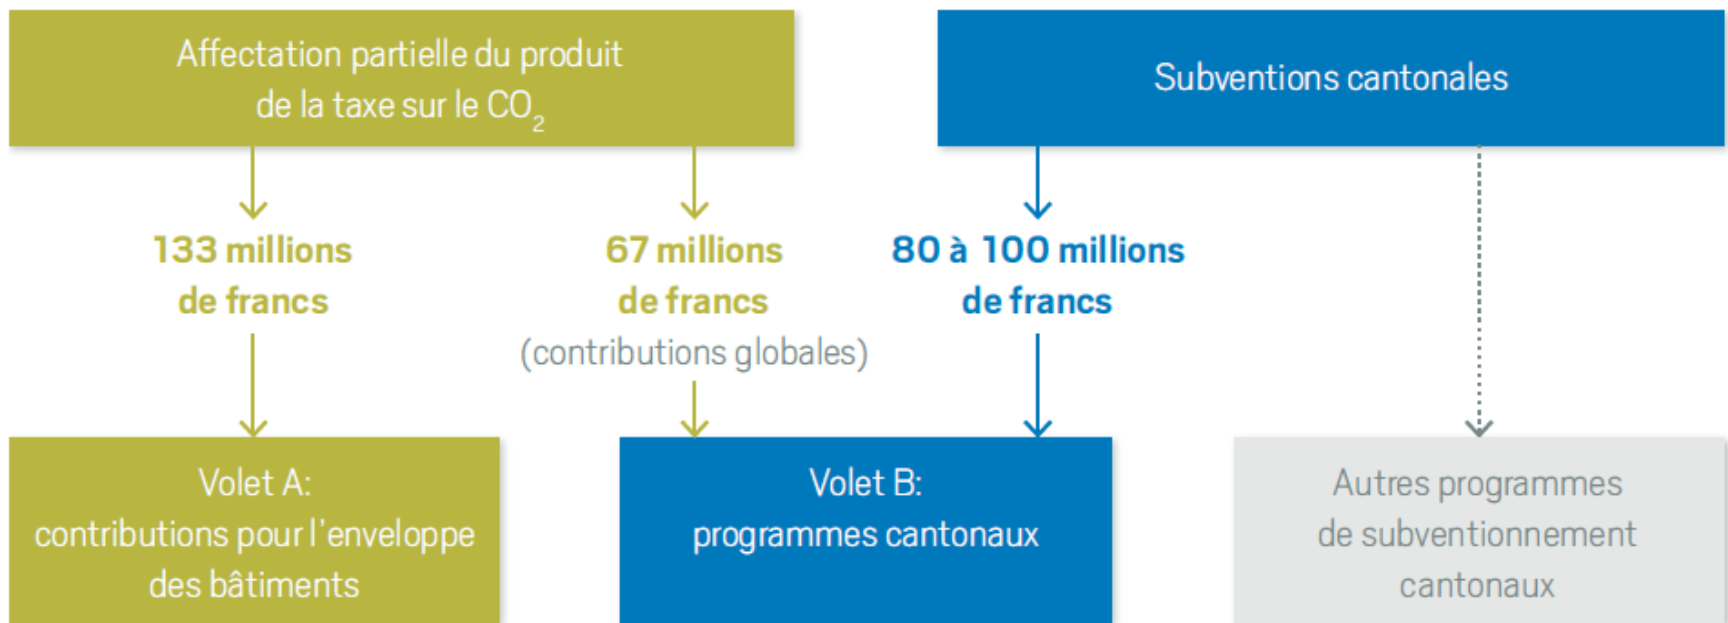 Affectation partielle du produit
de la taxe sur le CO₂
Subventions cantonales
133 millions
de francs
67 millions
de francs
(contributions globales)
80 à 100 millions
de francs
Volet A:
contributions pour l'enveloppe
des bâtiments
Volet B:
programmes cantonaux
Autres programmes
de subventionnement
cantonaux